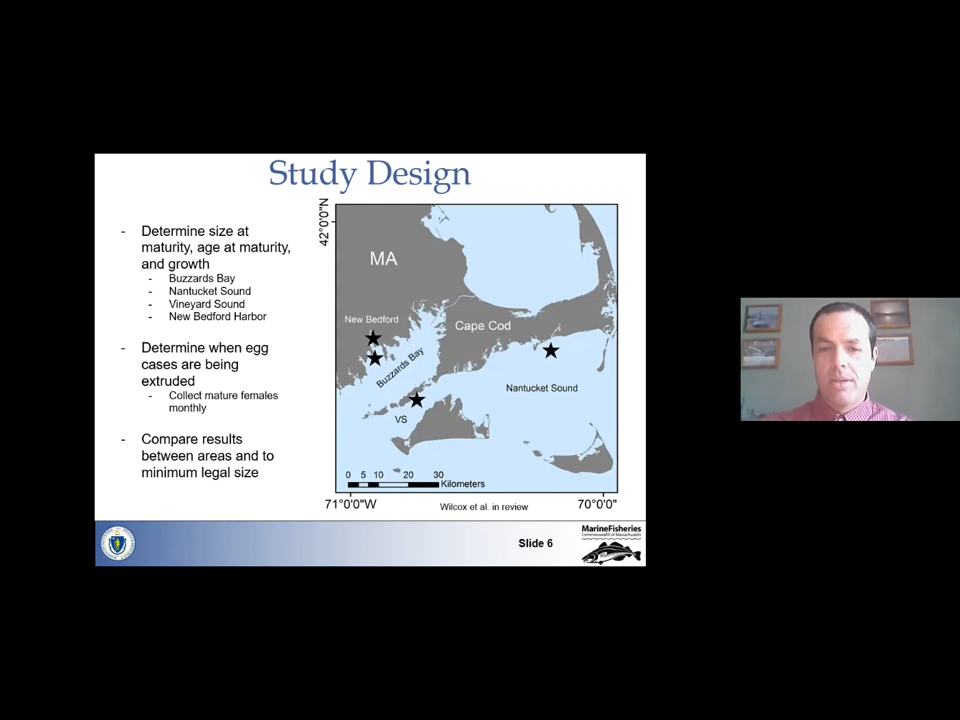 Study Design
- Determine size at
maturity, age at maturity,
and growth
- Buzzards Bay
- Nantucket Sound
- Vineyard Sound
- New Bedford Harbor
- Determine when egg
cases are being
extruded
- Collect mature females
monthly
- Compare results
between areas and to
minimum legal size
42°0'0"N
MA
New Bedford
Cape Cod
Buzzards Bay
Nantucket Sound
VS
0 5 10 20 30
Kilometers
71°0'0"W
70°0'0"
Wilcox et al. in review
Slide 6
MarineFisheries
Commonwealth of Massachusetts